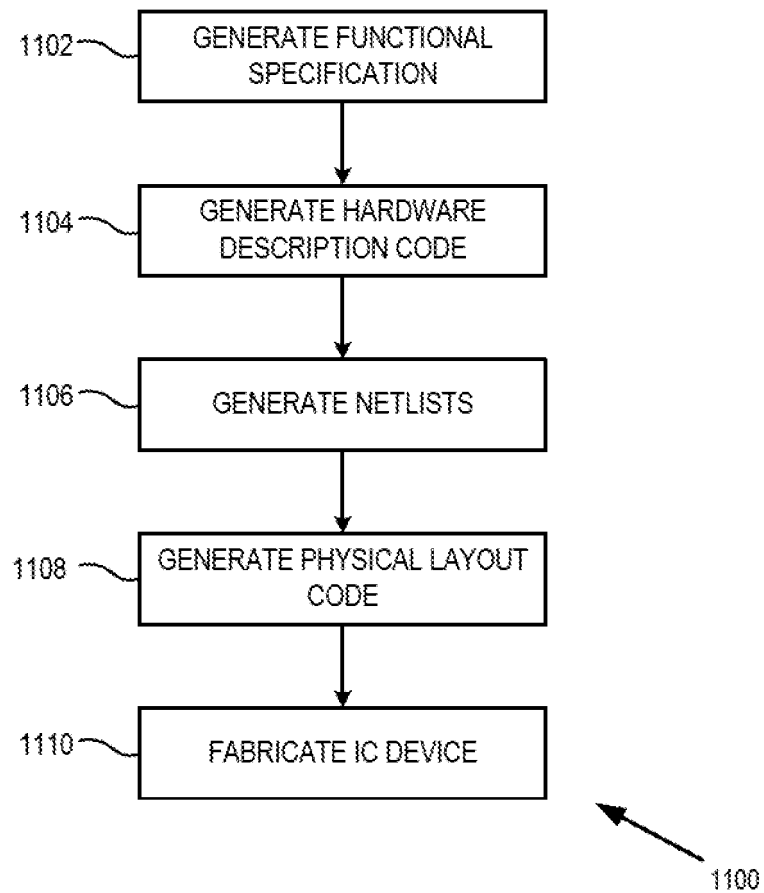 1102
GENERATE FUNCTIONAL
SPECIFICATION
1104
GENERATE HARDWARE
DESCRIPTION CODE
1106
GENERATE NETLISTS
1108
GENERATE PHYSICAL LAYOUT
CODE
1110
FABRICATE IC DEVICE
1100